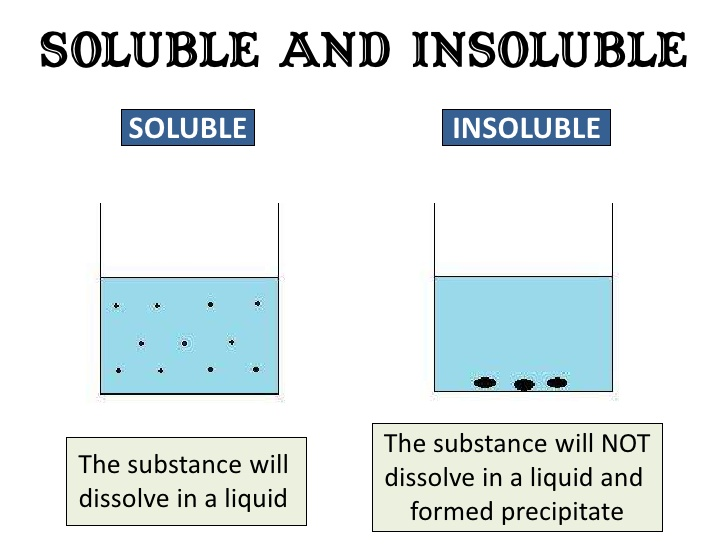 SOLUBLE AND INSOLUBLE
SOLUBLE
INSOLUBLE
The substance will
dissolve in a liquid
The substance will NOT
dissolve in a liquid and
formed precipitate